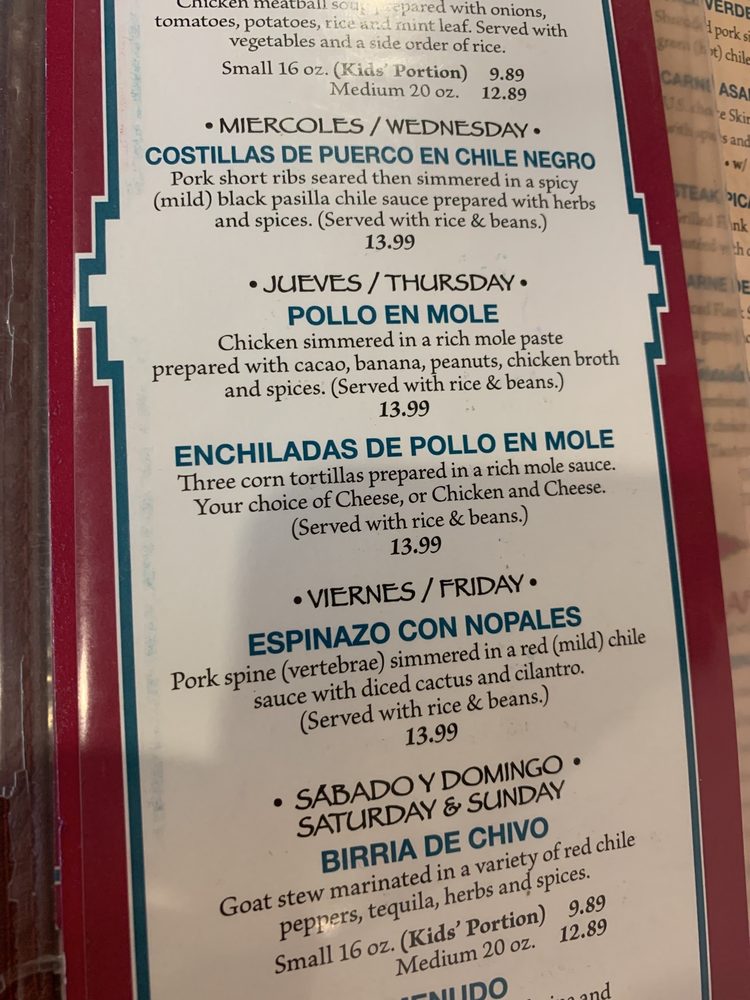 Chicken meatball soup prepared with onions,
tomatoes, potatoes, rice and mint leaf. Served with
vegetables and a side order of rice.
Small 16 oz. (Kids' Portion) 9.89
Medium 20 oz. 12.89
• MIERCOLES / WEDNESDAY •
COSTILLAS DE PUERCO EN CHILE NEGRO
Pork short ribs seared then simmered in a spicy
(mild) black pasilla chile sauce prepared with herbs
and spices. (Served with rice & beans.)
13.99
• JUEVES / THURSDAY •
POLLO EN MOLE
Chicken simmered in a rich mole paste
prepared with cacao, banana, peanuts, chicken broth
and spices. (Served with rice & beans.)
13.99
ENCHILADAS DE POLLO EN MOLE
Three corn tortillas prepared in a rich mole sauce.
Your choice of Cheese, or Chicken and Cheese.
(Served with rice & beans.)
13.99
• VIERNES / FRIDAY •
ESPINAZO CON NOPALES
Pork spine (vertebrae) simmered in a red (mild) chile
sauce with diced cactus and cilantro.
(Served with rice & beans.)
13.99
• SÁBADO Y DOMINGO •
SATURDAY & SUNDAY
BIRRIA DE CHIVO
Goat stew marinated in a variety of red chile
peppers, tequila, herbs and spices.
Small 16 oz. (Kids' Portion) 9.89
Medium 20 oz. 12.89
MENUDO
and
VERDE
pork
chile
CARNE
• w/
STEAK